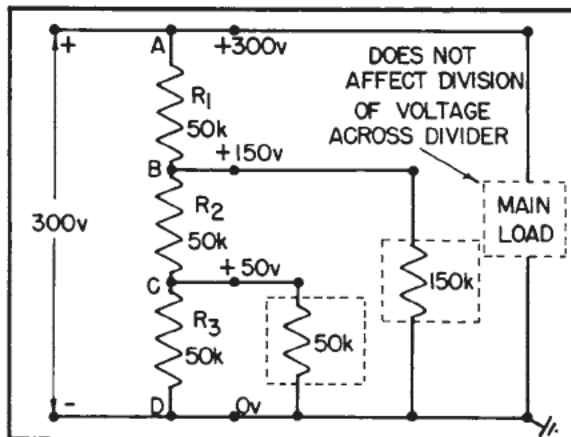 + A +300v
DOES NOT
AFFECT DIVISION
OF VOLTAGE
ACROSS DIVIDER
R1
50k
B +150v
R2
50k
300v
MAIN
LOAD
C +50v
150k
R3
50k
50k
- D 0v